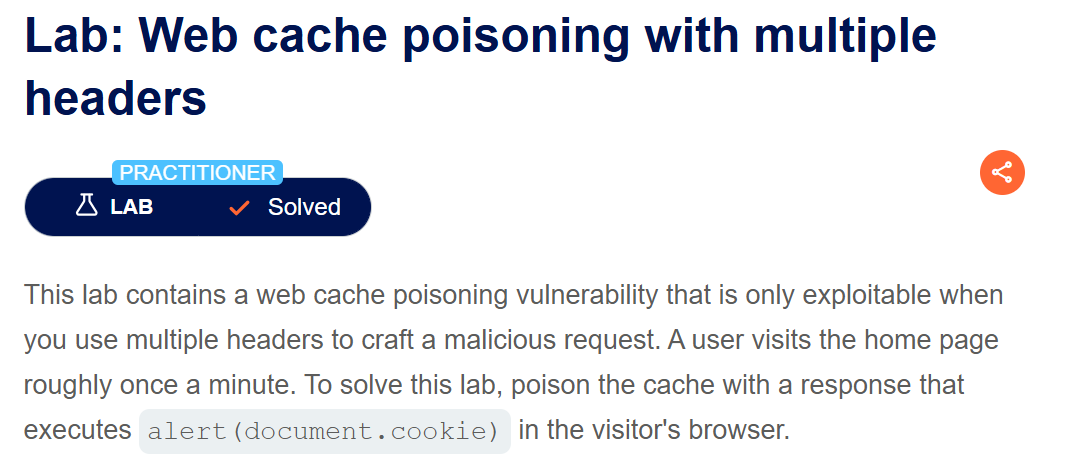 Lab: Web cache poisoning with multiple
headers
PRACTITIONER
LAB Solved
This lab contains a web cache poisoning vulnerability that is only exploitable when
you use multiple headers to craft a malicious request. A user visits the home page
roughly once a minute. To solve this lab, poison the cache with a response that
executes alert(document.cookie) in the visitor's browser.